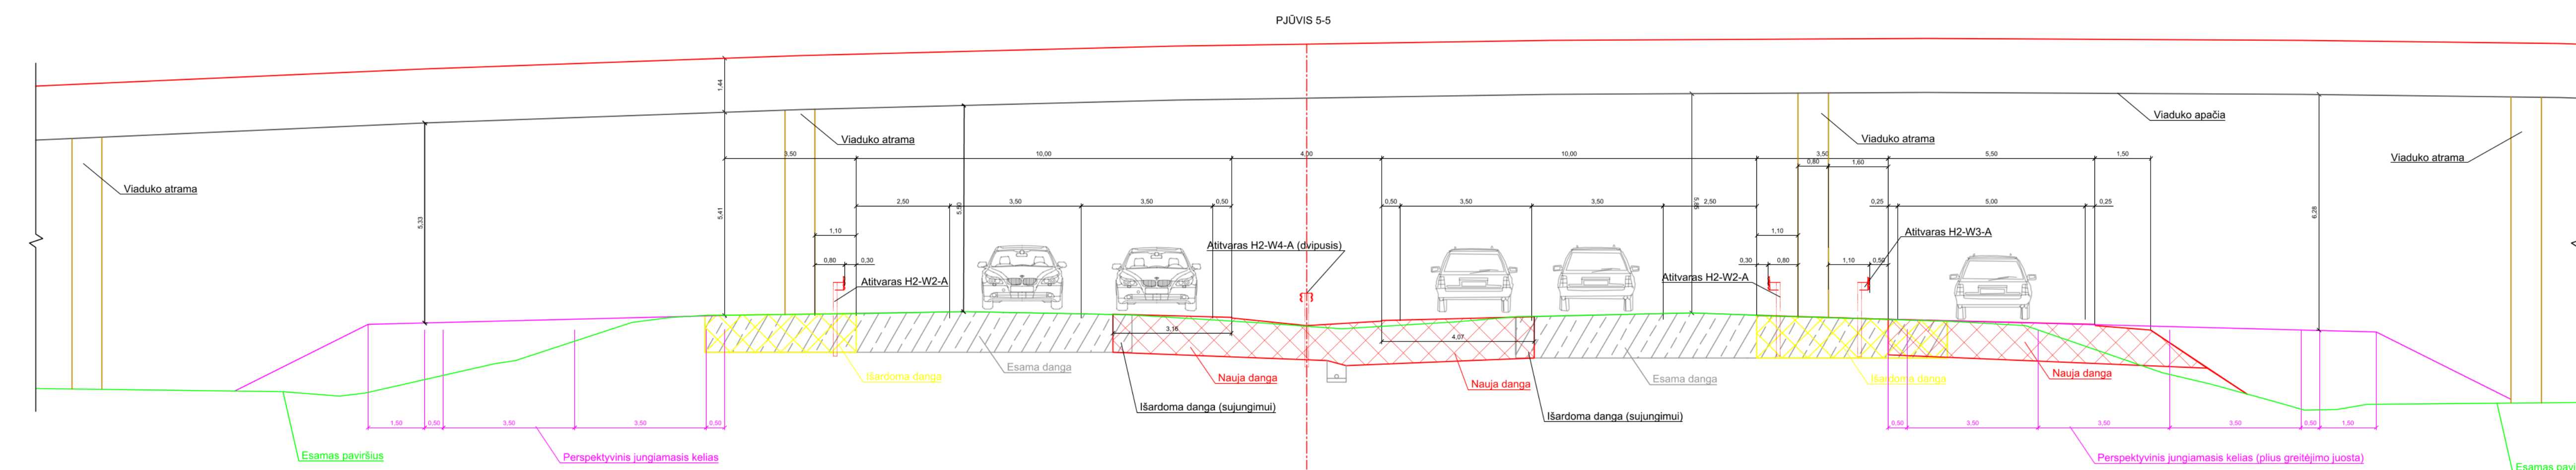 PJŪVIS 5-5
1,44
Viaduko apačia
Viaduko atrama
Viaduko atrama
Viaduko atrama
Viaduko atrama
3,50
10,00
4,00
10,00
3,50
5,50
1,50
0,80
1,60
5,33
5,41
5,50
5,85
6,28
2,50
3,50
3,50
0,50
0,50
3,50
3,50
2,50
0,25
5,00
0,25
1,10
1,10
Atitvaras H2-W4-A (dvipusis)
Atitvaras H2-W3-A
0,80
0,30
0,30
0,80
1,10
0,50
Atitvaras H2-W2-A
Atitvaras H2-W2-A
3,16
4,07
Išardoma danga
Esama danga
Nauja danga
Nauja danga
Esama danga
Išardoma danga
Nauja danga
Išardoma danga (sujungimui)
Išardoma danga (sujungimui)
1,50
0,50
3,50
3,50
0,50
0,50
3,50
3,50
3,50
0,50
1,50
Esamas paviršius
Perspektyvinis jungiamasis kelias
Perspektyvinis jungiamasis kelias (plius greitėjimo juosta)
Esamas